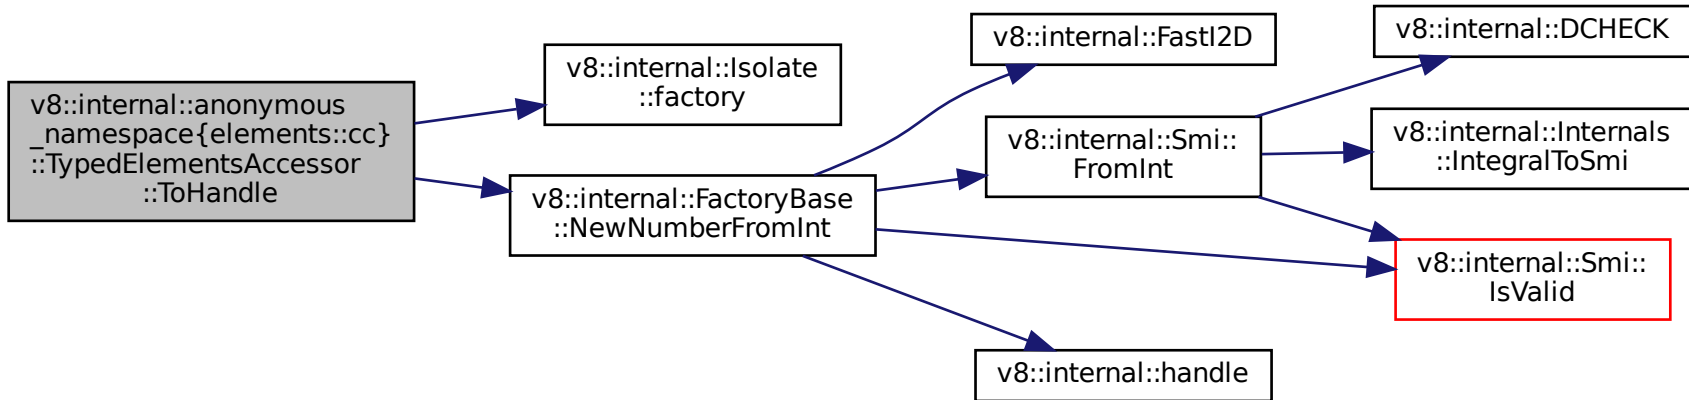 v8::internal::anonymous
_namespace{elements::cc}
::TypedElementsAccessor
::ToHandle
v8::internal::Isolate
::factory
v8::internal::FactoryBase
::NewNumberFromInt
v8::internal::FastI2D
v8::internal::Smi::
FromInt
v8::internal::handle
v8::internal::DCHECK
v8::internal::Internals
::IntegralToSmi
v8::internal::Smi::
IsValid